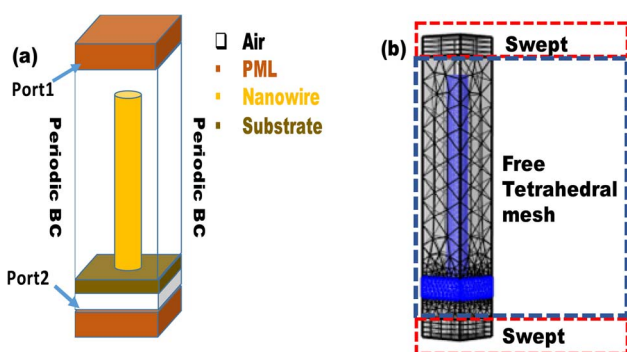 (a)
Port1
Periodic BC
Periodic BC
Port2
Air
PML
Nanowire
Substrate
(b)
Swept
Free
Tetrahedral
mesh
Swept